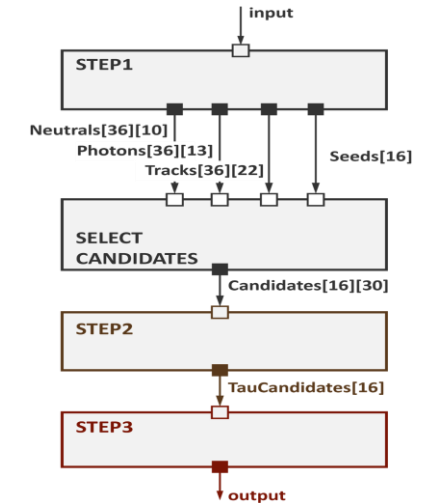 input
STEP1
Neutrals[36][10]
Photons[36][13]
Tracks[36][22]
Seeds[16]
SELECT
CANDIDATES
Candidates[16][30]
STEP2
TauCandidates[16]
STEP3
output